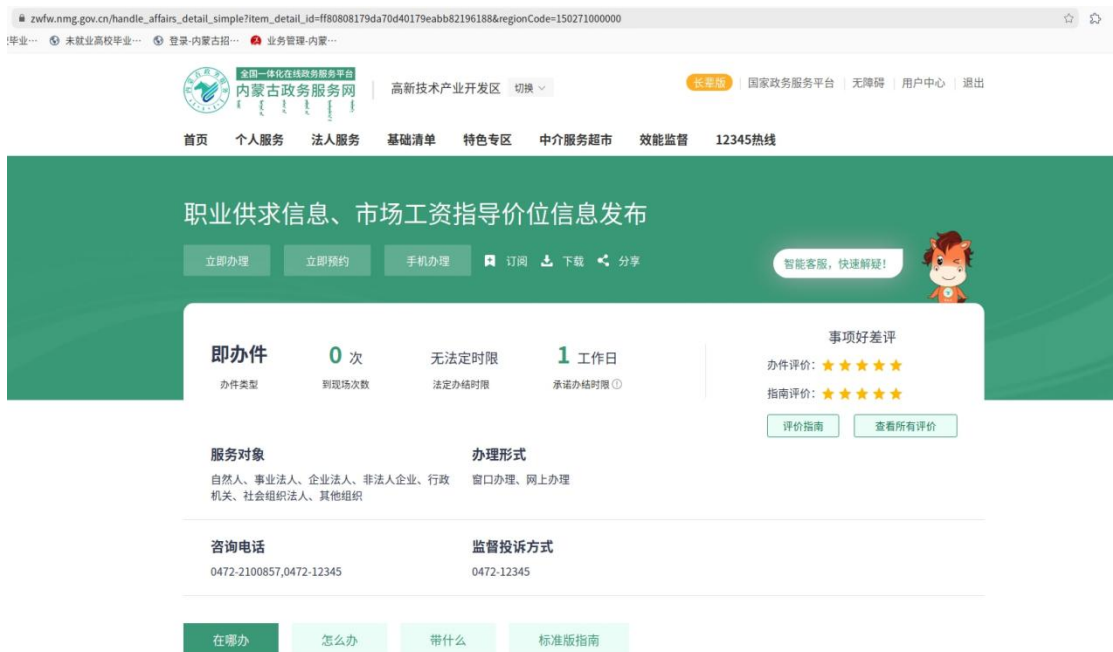 zwfw.nmg.gov.cn/handle_affairs_detail_simple?item_detail_id=ff80808179da70d40179eabb82196188&regionCode=150271000000
毕业… 未就业高校毕业… 登录-内蒙古招… 业务管理-内蒙…
全国一体化在线政务服务平台
内蒙古政务服务网
高新技术产业开发区 切换
长辈版 国家政务服务平台 无障碍 用户中心 退出
首页 个人服务 法人服务 基础清单 特色专区 中介服务超市 效能监督 12345热线
职业供求信息、市场工资指导价位信息发布
立即办理 立即预约 手机办理 订阅 下载 分享
智能客服，快速解疑！
即办件 0 次 无法定时限 1 工作日
办件类型 到现场次数 法定办结时限 承诺办结时限
事项好差评
办件评价：
指南评价：
评价指南 查看所有评价
服务对象
自然人、事业法人、企业法人、非法人企业、行政
机关、社会组织法人、其他组织
办理形式
窗口办理、网上办理
咨询电话
0472-2100857,0472-12345
监督投诉方式
0472-12345
在哪办 怎么办 带什么 标准版指南